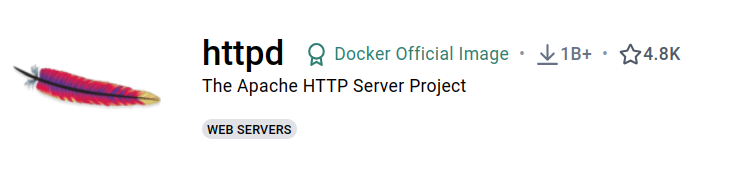 httpd Docker Official Image • 1B+ • 4.8K
The Apache HTTP Server Project
WEB SERVERS